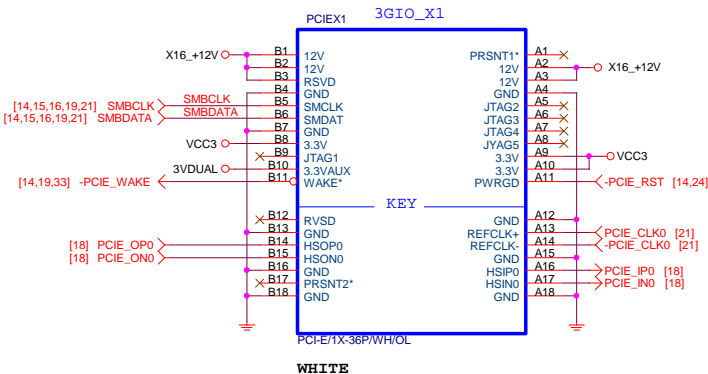 3GIO_X1
PCIEX1
X16_+12V B1 12V PRSNT1* A1
B2 12V 12V A2 X16_+12V
B3 RSVD 12V A3
B4 GND GND A4
[14,15,16,19,21] SMBCLK SMBCLK B5 SMCLK JTAG2 A5
[14,15,16,19,21] SMBDATA SMBDATA B6 SMDAT JTAG3 A6
B7 GND JTAG4 A7
VCC3 B8 3.3V JYAG5 A8
B9 JTAG1 3.3V A9 VCC3
3VDUAL B10 3.3VAUX 3.3V A10
[14,19,33] -PCIE_WAKE B11 WAKE* PWRGD A11 -PCIE_RST [14,24]
KEY
B12 RVSD GND A12
B13 GND REFCLK+ A13 PCIE_CLK0 [21]
[18] PCIE_OP0 B14 HSOP0 REFCLK- A14 -PCIE_CLK0 [21]
[18] PCIE_ON0 B15 HSON0 GND A15
B16 GND HSIP0 A16 PCIE_IP0 [18]
B17 PRSNT2* HSIN0 A17 PCIE_IN0 [18]
B18 GND GND A18
PCI-E/1X-36P/WH/OL
WHITE